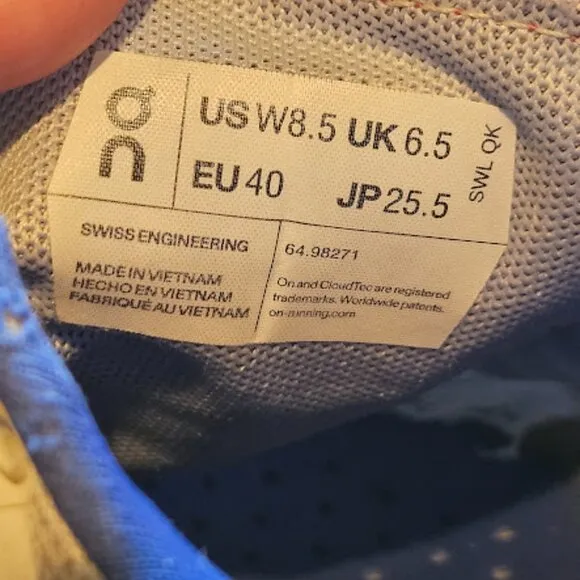 On
US W8.5 UK 6.5
EU 40 JP 25.5
SWL QK
SWISS ENGINEERING
64.98271
MADE IN VIETNAM
HECHO EN VIETNAM
FABRIQUÉ AU VIETNAM
On and CloudTec are registered
trademarks. Worldwide patents.
on-running.com